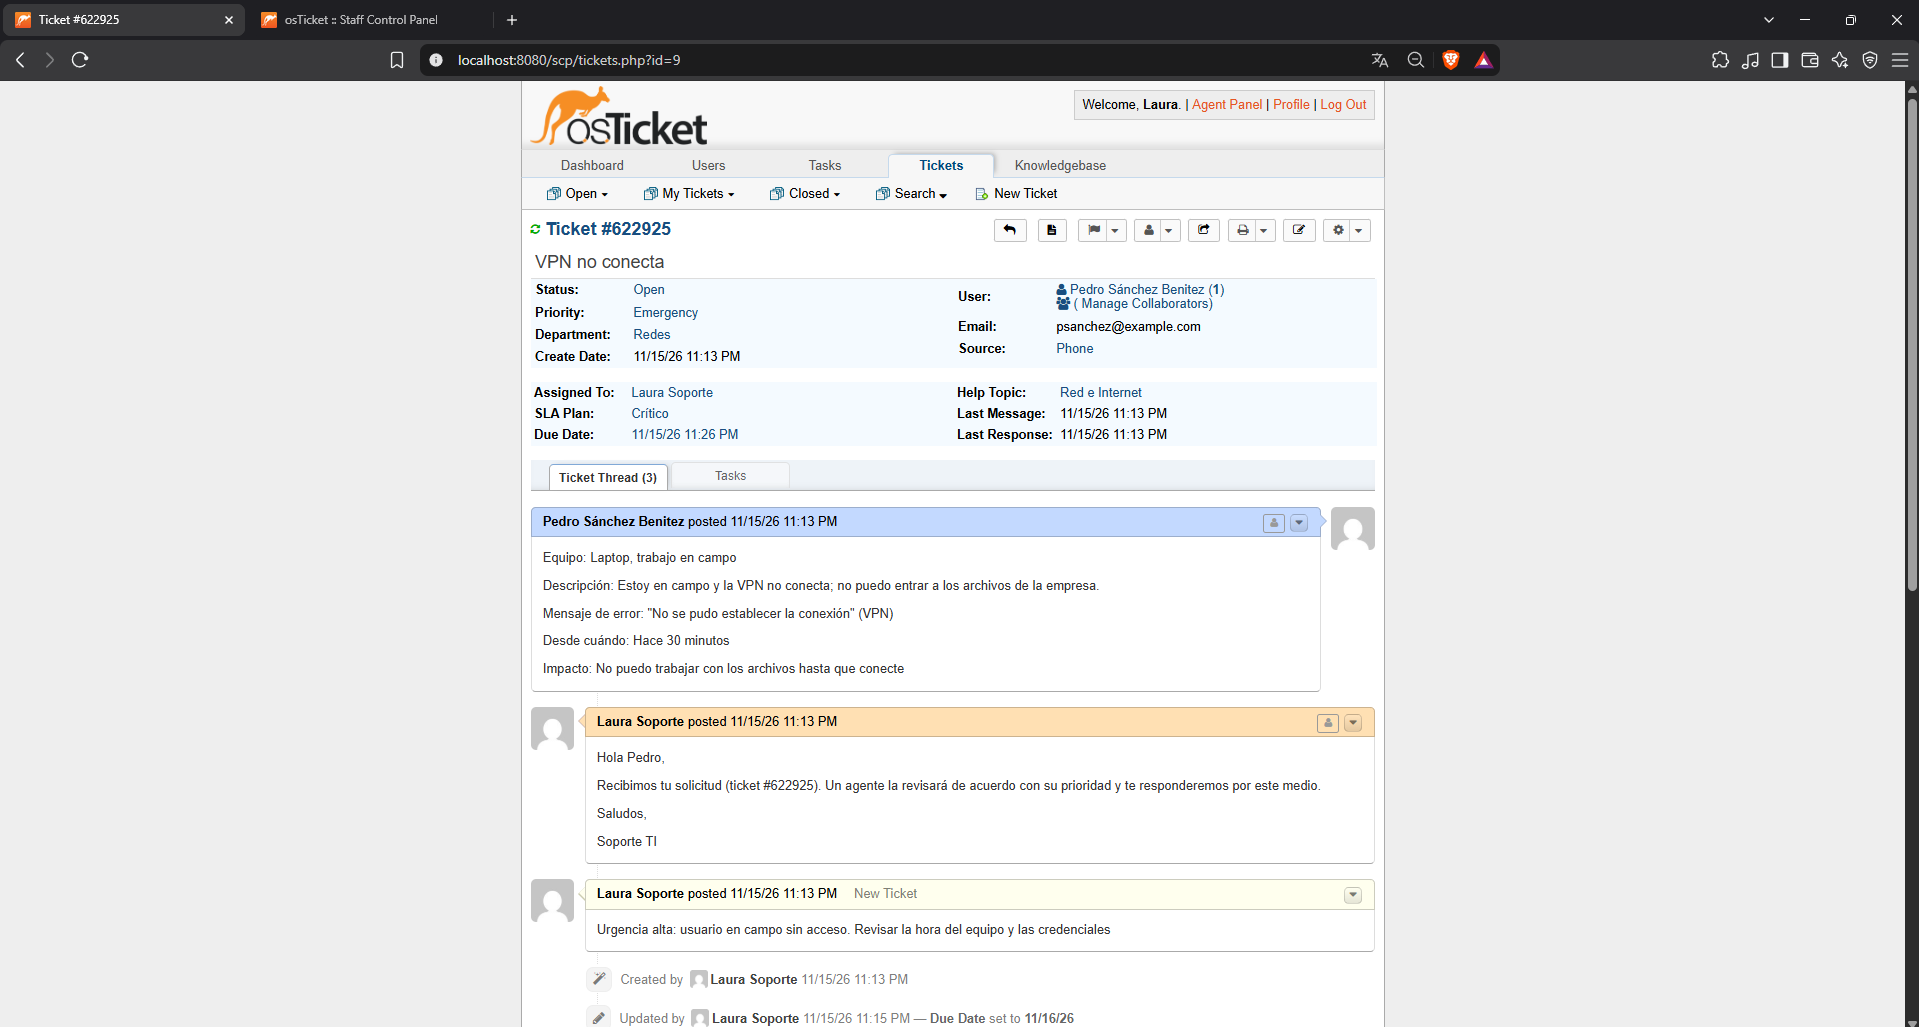 Ticket #622925
osTicket :: Staff Control Panel
localhost:8080/scp/tickets.php?id=9
osTicket
Welcome, Laura. | Agent Panel | Profile | Log Out
Dashboard Users Tasks Tickets Knowledgebase
Open My Tickets Closed Search New Ticket
Ticket #622925
VPN no conecta
Status: Open
Priority: Emergency
Department: Redes
Create Date: 11/15/26 11:13 PM
User: Pedro Sánchez Benitez (1)
( Manage Collaborators)
Email: psanchez@example.com
Source: Phone
Assigned To: Laura Soporte
SLA Plan: Crítico
Due Date: 11/15/26 11:26 PM
Help Topic: Red e Internet
Last Message: 11/15/26 11:13 PM
Last Response: 11/15/26 11:13 PM
Ticket Thread (3) Tasks
Pedro Sánchez Benitez posted 11/15/26 11:13 PM
Equipo: Laptop, trabajo en campo
Descripción: Estoy en campo y la VPN no conecta; no puedo entrar a los archivos de la empresa.
Mensaje de error: "No se pudo establecer la conexión" (VPN)
Desde cuándo: Hace 30 minutos
Impacto: No puedo trabajar con los archivos hasta que conecte
Laura Soporte posted 11/15/26 11:13 PM
Hola Pedro,
Recibimos tu solicitud (ticket #622925). Un agente la revisará de acuerdo con su prioridad y te responderemos por este medio.
Saludos,
Soporte TI
Laura Soporte posted 11/15/26 11:13 PM New Ticket
Urgencia alta: usuario en campo sin acceso. Revisar la hora del equipo y las credenciales
Created by Laura Soporte 11/15/26 11:13 PM
Updated by Laura Soporte 11/15/26 11:15 PM — Due Date set to 11/16/26